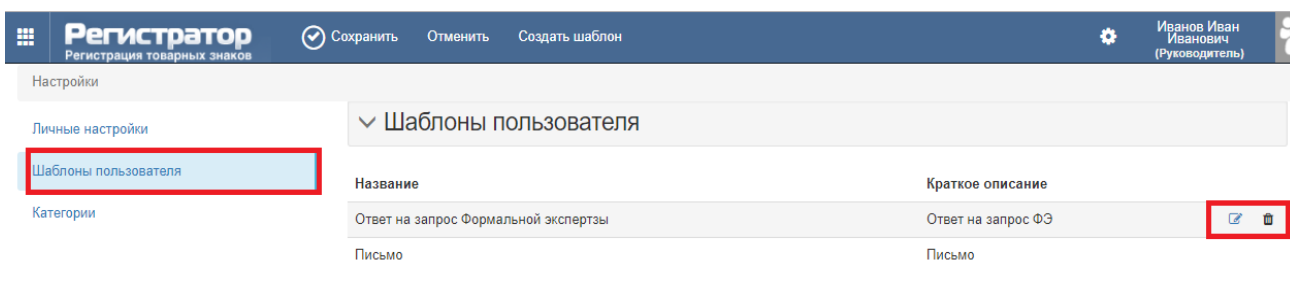 Регистратор
Регистрация товарных знаков
Сохранить Отменить Создать шаблон
Иванов Иван
Иванович
(Руководитель)
Настройки
Личные настройки
Шаблоны пользователя
Категории
Шаблоны пользователя
Название Краткое описание
Ответ на запрос Формальной экспертзы Ответ на запрос ФЭ
Письмо Письмо